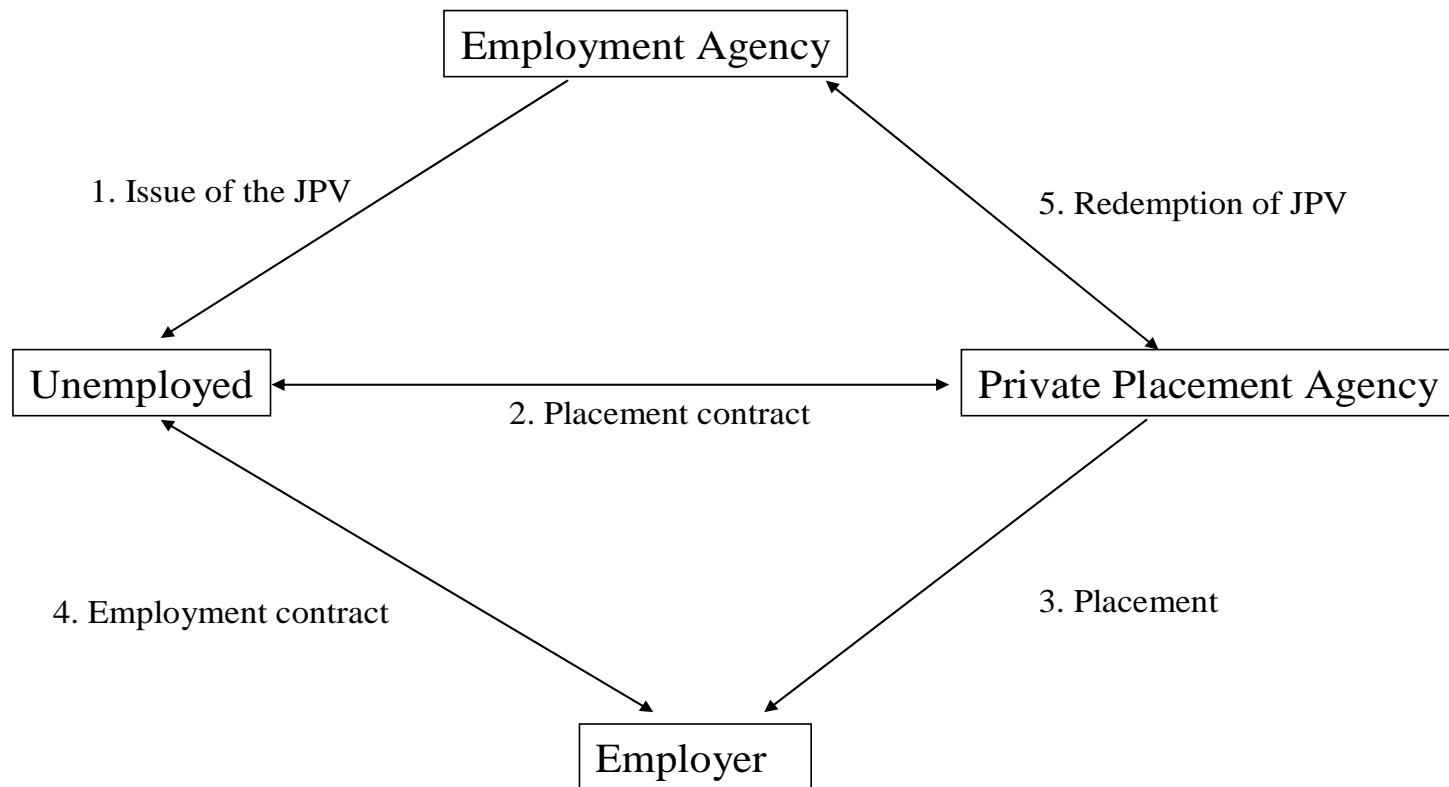 Employment Agency
1. Issue of the JPV
5. Redemption of JPV
Unemployed
Private Placement Agency
2. Placement contract
4. Employment contract
3. Placement
Employer